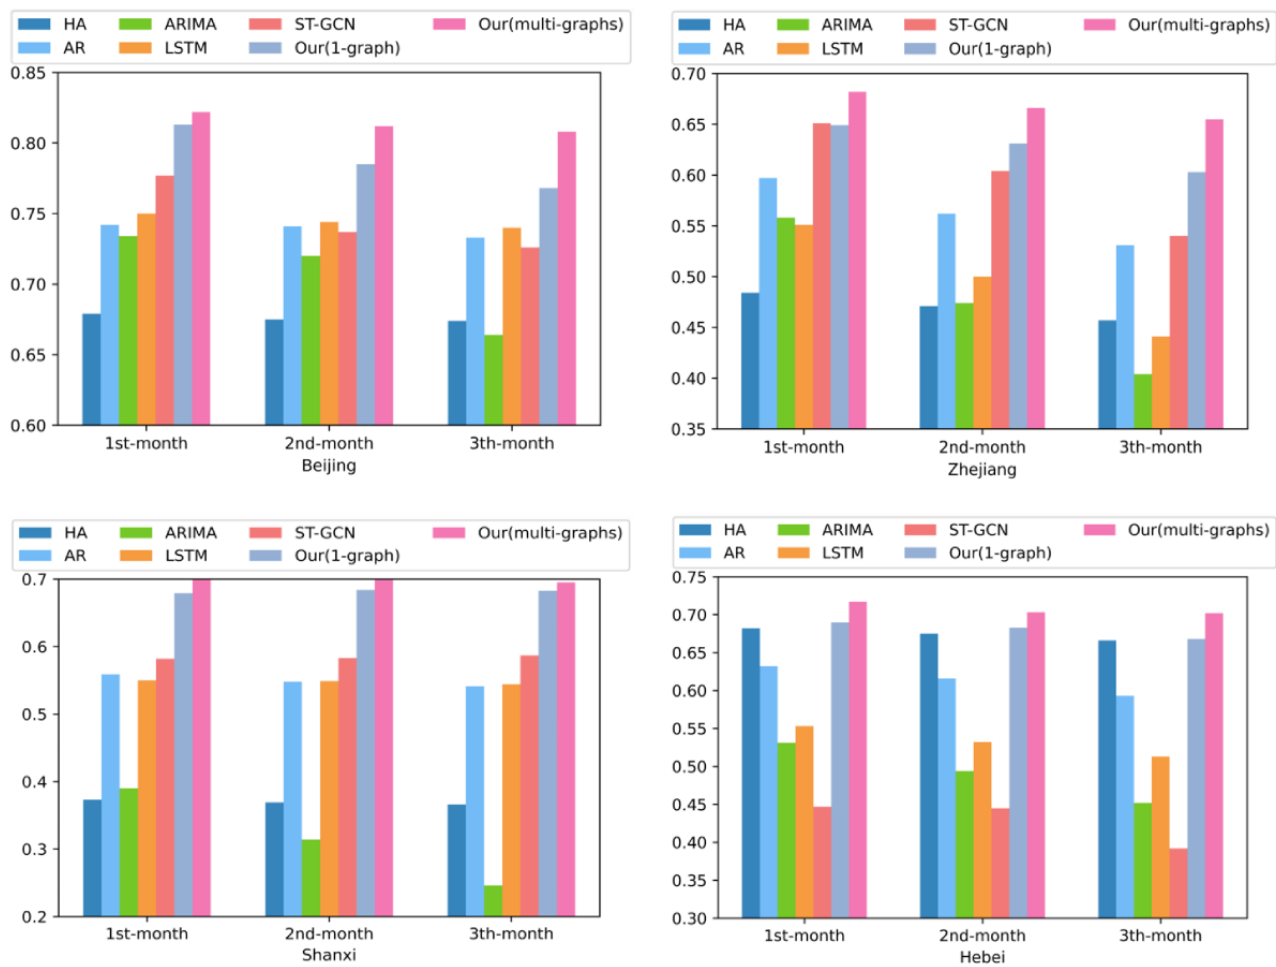 HA ARIMA ST-GCN Our(multi-graphs)
AR LSTM Our(1-graph)
0.85
0.80
0.75
0.70
0.65
0.60
1st-month 2nd-month 3th-month
Beijing
HA ARIMA ST-GCN Our(multi-graphs)
AR LSTM Our(1-graph)
0.70
0.65
0.60
0.55
0.50
0.45
0.40
0.35
1st-month 2nd-month 3th-month
Zhejiang
HA ARIMA ST-GCN Our(multi-graphs)
AR LSTM Our(1-graph)
0.7
0.6
0.5
0.4
0.3
0.2
1st-month 2nd-month 3th-month
Shanxi
HA ARIMA ST-GCN Our(multi-graphs)
AR LSTM Our(1-graph)
0.75
0.70
0.65
0.60
0.55
0.50
0.45
0.40
0.35
0.30
1st-month 2nd-month 3th-month
Hebei